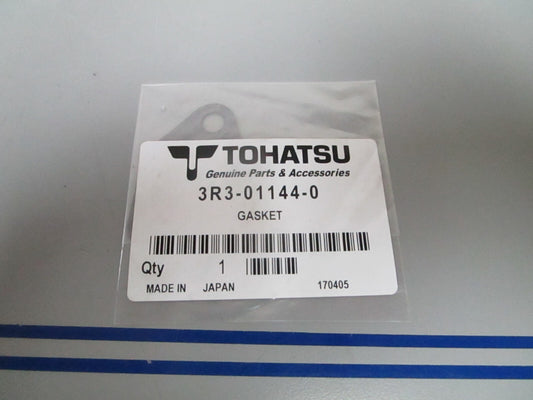 TOHATSU
Genuine Parts & Accessories
3R3-01144-0
GASKET
Qty 1
MADE IN JAPAN 170405